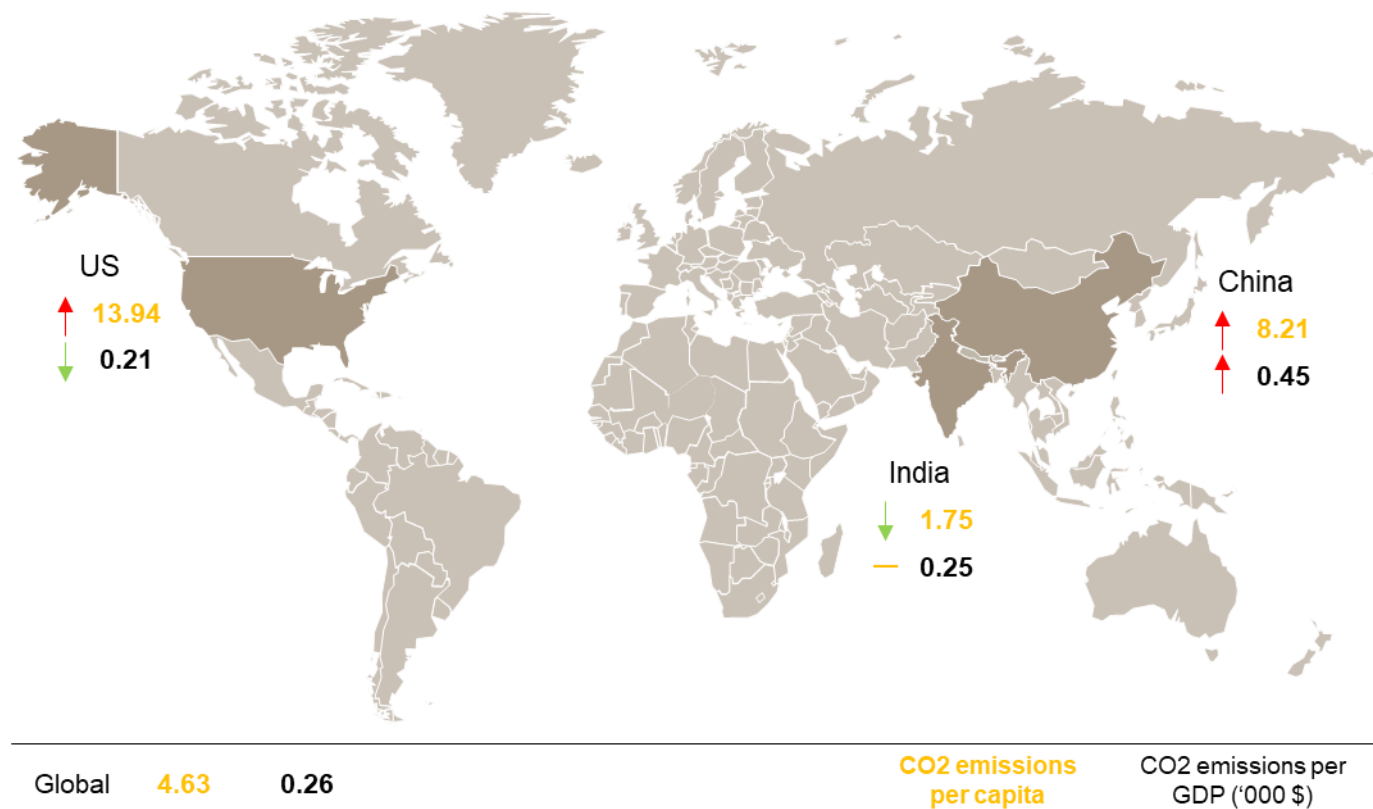 US
13.94
0.21
China
8.21
0.45
India
1.75
0.25
Global 4.63 0.26
CO2 emissions
per capita
CO2 emissions per
GDP (‘000 $)